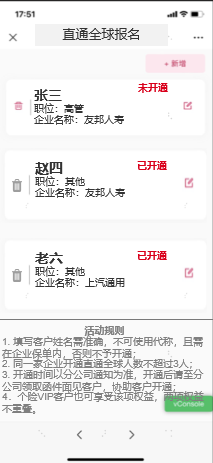 17:51
直通全球报名
+ 新增
张三
未开通
职位：高管
企业名称：友邦人寿
赵四
已开通
职位：其他
企业名称：友邦人寿
老六
已开通
职位：其他
企业名称：上汽通用
活动规则
1. 填写客户姓名需准确，不可使用代称，且需
在企业保单内，否则不予开通；
2. 同一家企业开通直通全球人数不超过3人；
3. 开通时间以分公司通知为准，开通后请至分
公司领取函件面见客户，协助客户开通；
4. 个险VIP客户也可享受该项权益，两项权益
不重叠。
vConsole